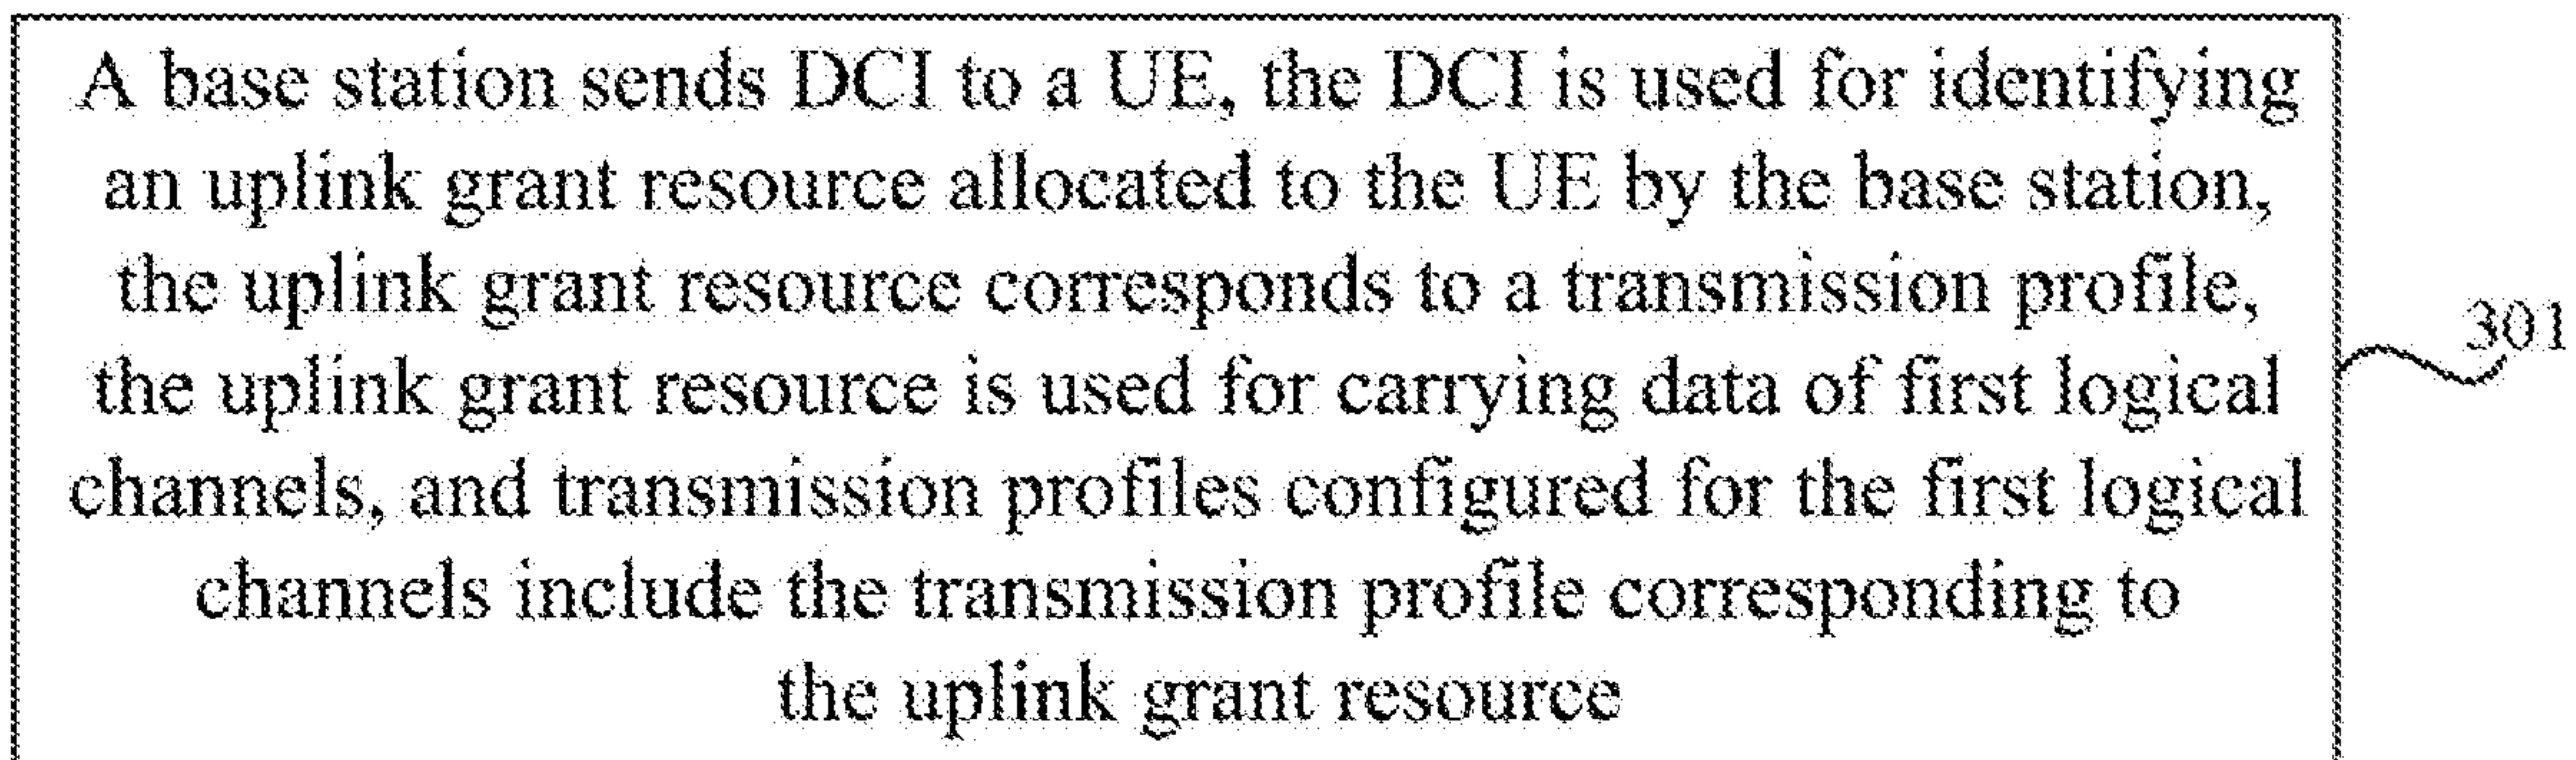 A base station sends DCI to a UE, the DCI is used for identifying
an uplink grant resource allocated to the UE by the base station,
the uplink grant resource corresponds to a transmission profile,
the uplink grant resource is used for carrying data of first logical
channels, and transmission profiles configured for the first logical
channels include the transmission profile corresponding to
the uplink grant resource
301